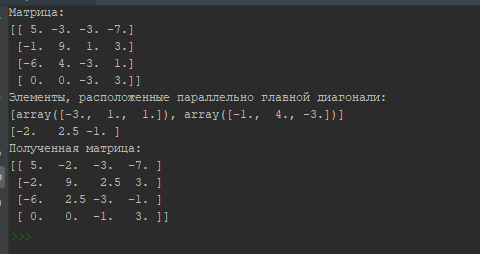 Матрица:
[[ 5. -3. -3. -7.]
 [-1.  9.  1.  3.]
 [-6.  4. -3.  1.]
 [ 0.  0. -3.  3.]]
Элементы, расположенные параллельно главной диагонали:
[array([-3.,  1.,  1.]), array([-1.,  4., -3.])]
[-2.   2.5 -1. ]
Полученная матрица:
[[ 5.  -2.  -3.  -7. ]
 [-2.   9.   2.5  3. ]
 [-6.   2.5 -3.  -1. ]
 [ 0.   0.  -1.   3. ]]
>>>